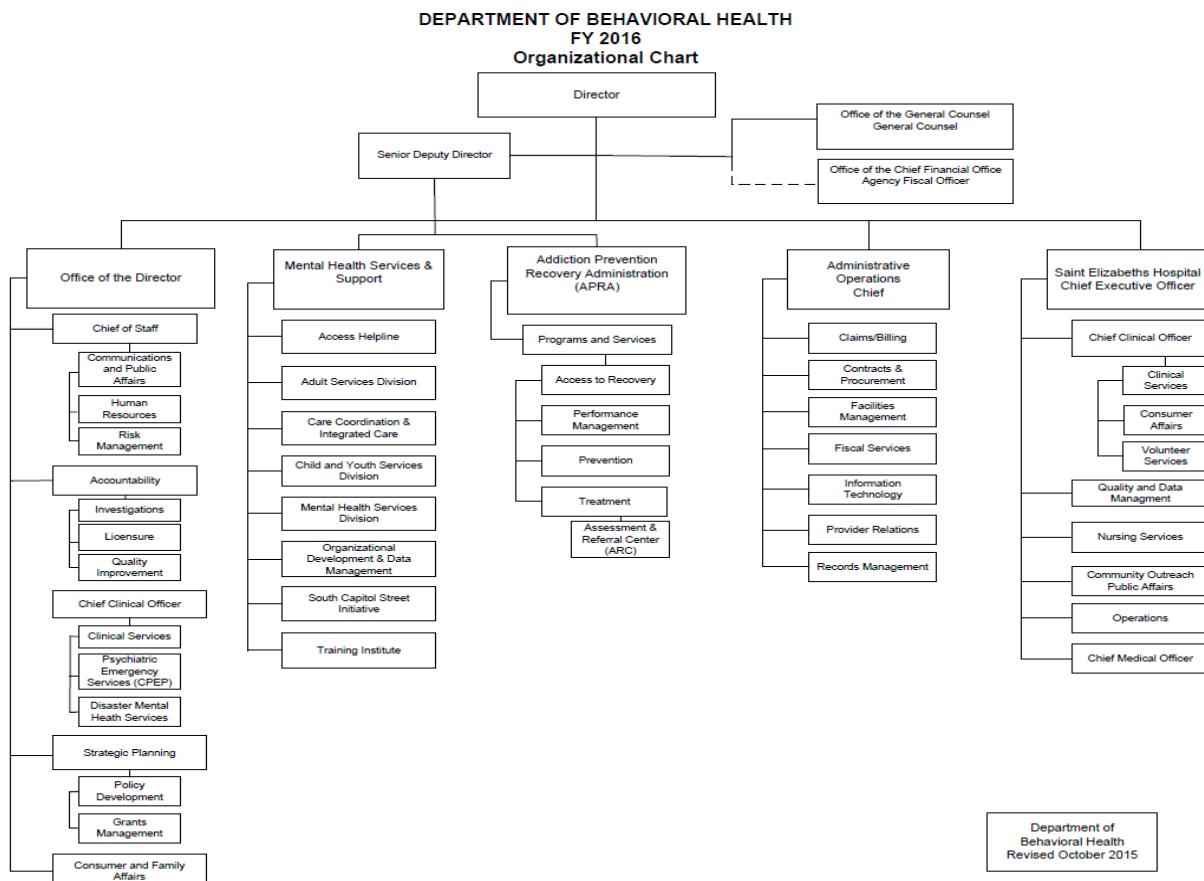 DEPARTMENT OF BEHAVIORAL HEALTH
FY 2016
Organizational Chart
Director
Office of the General Counsel
General Counsel
Senior Deputy Director
Office of the Chief Financial Office
Agency Fiscal Officer
Office of the Director
Chief of Staff
Communications
and Public
Affairs
Human
Resources
Risk
Management
Accountability
Investigations
Licensure
Quality
Improvement
Chief Clinical Officer
Clinical Services
Psychiatric
Emergency
Services (CPEP)
Disaster Mental
Heath Services
Strategic Planning
Policy
Development
Grants
Management
Consumer and Family
Affairs
Mental Health Services &
Support
Access Helpline
Adult Services Division
Care Coordination &
Integrated Care
Child and Youth Services
Division
Mental Health Services
Division
Organizational
Development & Data
Management
South Capitol Street
Initiative
Training Institute
Addiction Prevention
Recovery Administration
(APRA)
Programs and Services
Access to Recovery
Performance
Management
Prevention
Treatment
Assessment &
Referral Center
(ARC)
Administrative
Operations
Chief
Claims/Billing
Contracts &
Procurement
Facilities
Management
Fiscal Services
Information
Technology
Provider Relations
Records Management
Saint Elizabeths Hospital
Chief Executive Officer
Chief Clinical Officer
Clinical
Services
Consumer
Affairs
Volunteer
Services
Quality and Data
Managment
Nursing Services
Community Outreach
Public Affairs
Operations
Chief Medical Officer
Department of
Behavioral Health
Revised October 2015